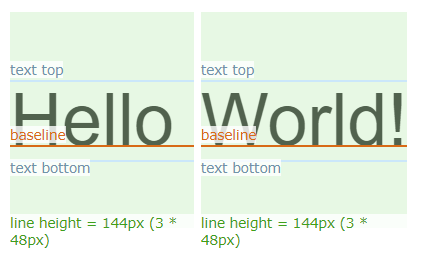 text top text top
Hello World!
baseline baseline
text bottom text bottom
line height = 144px (3 * line height = 144px (3 *
48px) 48px)